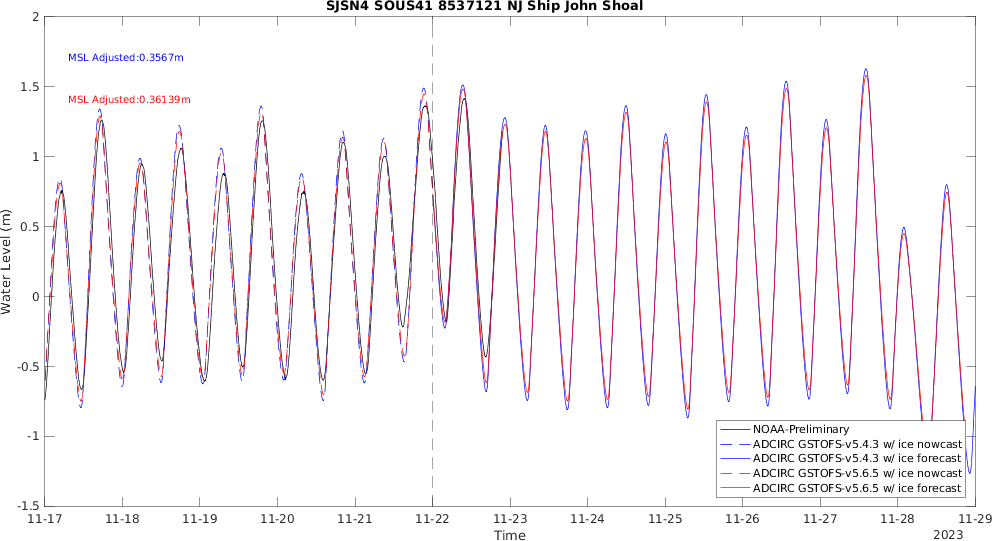 SJSN4 SOUS41 8537121 NJ Ship John Shoal
MSL Adjusted:0.3567m
MSL Adjusted:0.36139m
Water Level (m)
2
1.5
1
0.5
0
-0.5
-1
-1.5
NOAA-Preliminary
ADCIRC GSTOFS-v5.4.3 w/ ice nowcast
ADCIRC GSTOFS-v5.4.3 w/ ice forecast
ADCIRC GSTOFS-v5.6.5 w/ ice nowcast
ADCIRC GSTOFS-v5.6.5 w/ ice forecast
11-17 11-18 11-19 11-20 11-21 11-22 11-23 11-24 11-25 11-26 11-27 11-28 11-29
Time
2023